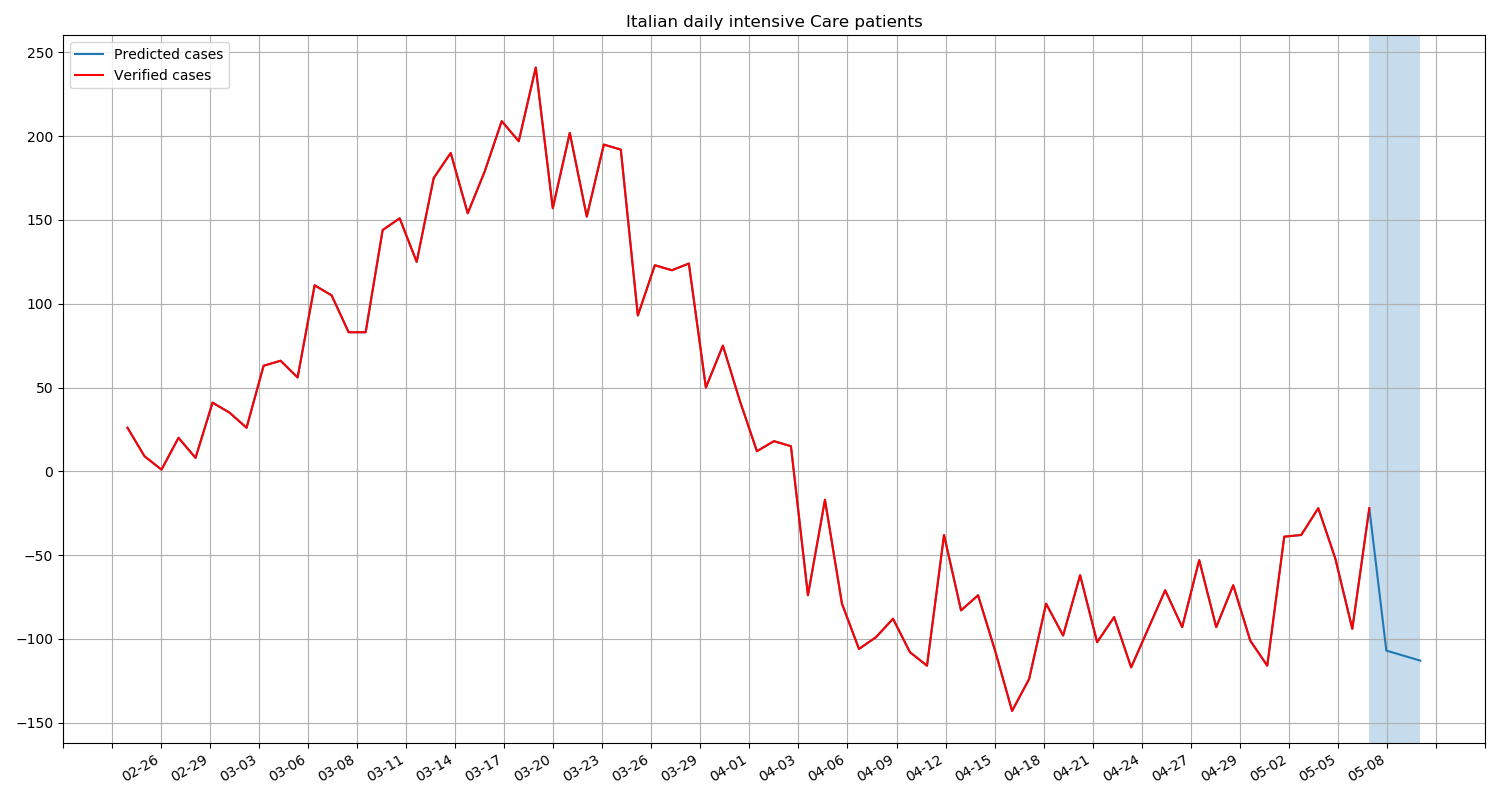 Italian daily intensive Care patients
Predicted cases
Verified cases
250
200
150
100
50
0
−50
−100
−150
02-26 02-29 03-03 03-06 03-08 03-11 03-14 03-17 03-20 03-23 03-26 03-29 04-01 04-03 04-06 04-09 04-12 04-15 04-18 04-21 04-24 04-27 04-29 05-02 05-05 05-08